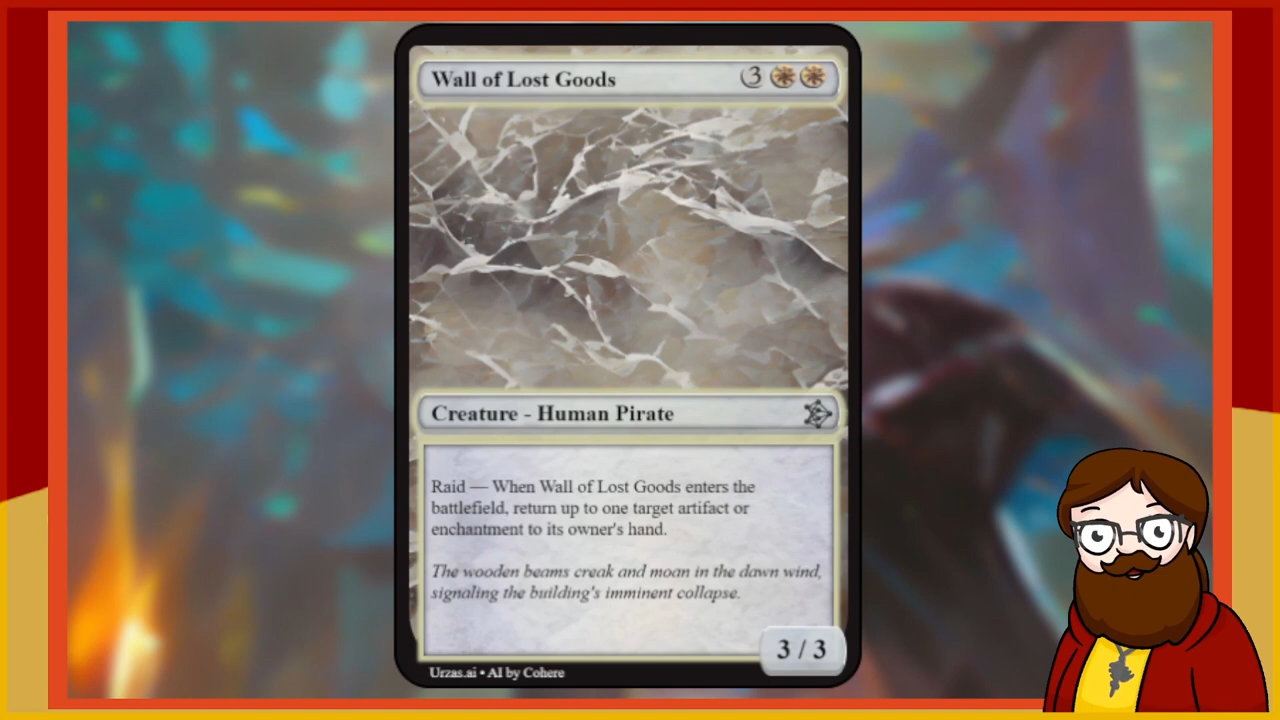 Wall of Lost Goods 3
Creature - Human Pirate
Raid — When Wall of Lost Goods enters the
battlefield, return up to one target artifact or
enchantment to its owner's hand.
The wooden beams creak and moan in the dawn wind,
signaling the building's imminent collapse.
3 / 3
Urzas.ai • AI by Cohere